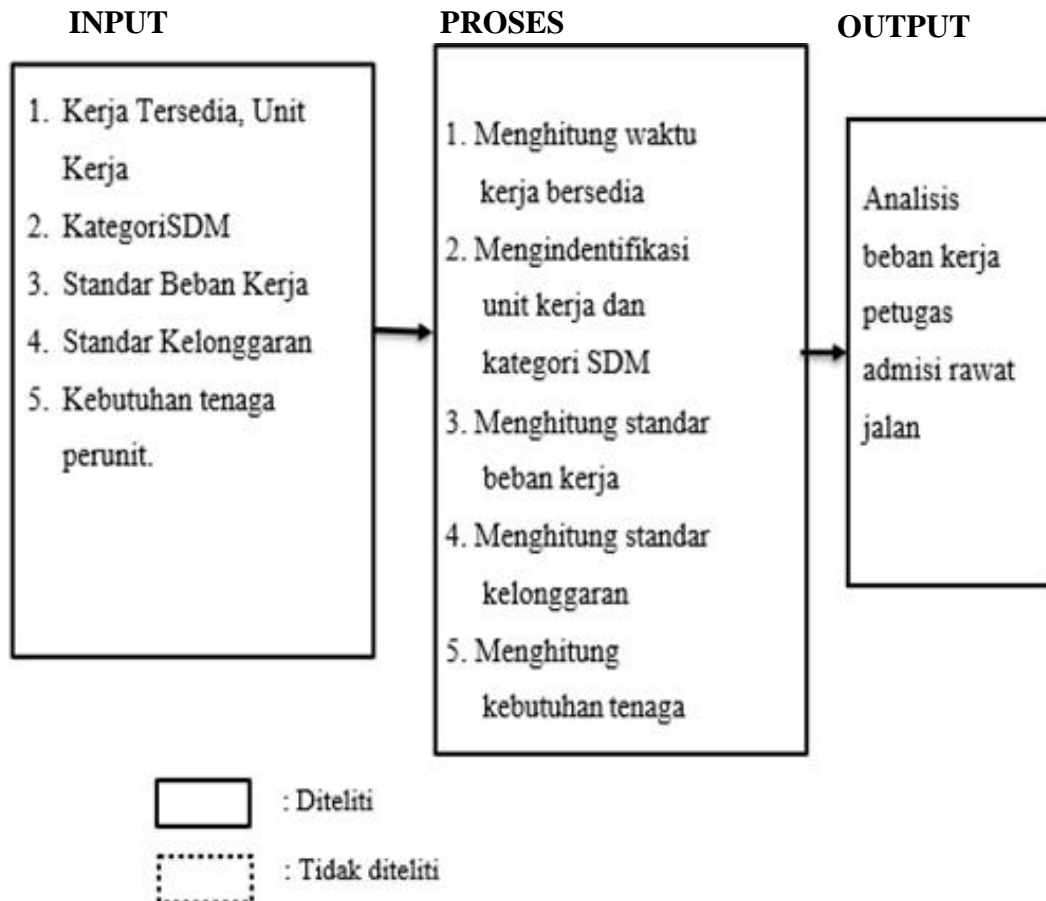 INPUT
1. Kerja Tersedia, Unit
Kerja
2. KategoriSDM
3. Standar Beban Kerja
4. Standar Kelonggaran
5. Kebutuhan tenaga
perunit.
PROSES
1. Menghitung waktu
kerja bersedia
2. Mengindentifikasi
unit kerja dan
kategori SDM
3. Menghitung standar
beban kerja
4. Menghitung standar
kelonggaran
5. Menghitung
kebutuhan tenaga
OUTPUT
Analisis
beban kerja
petugas
admisi rawat
jalan
: Diteliti
: Tidak diteliti